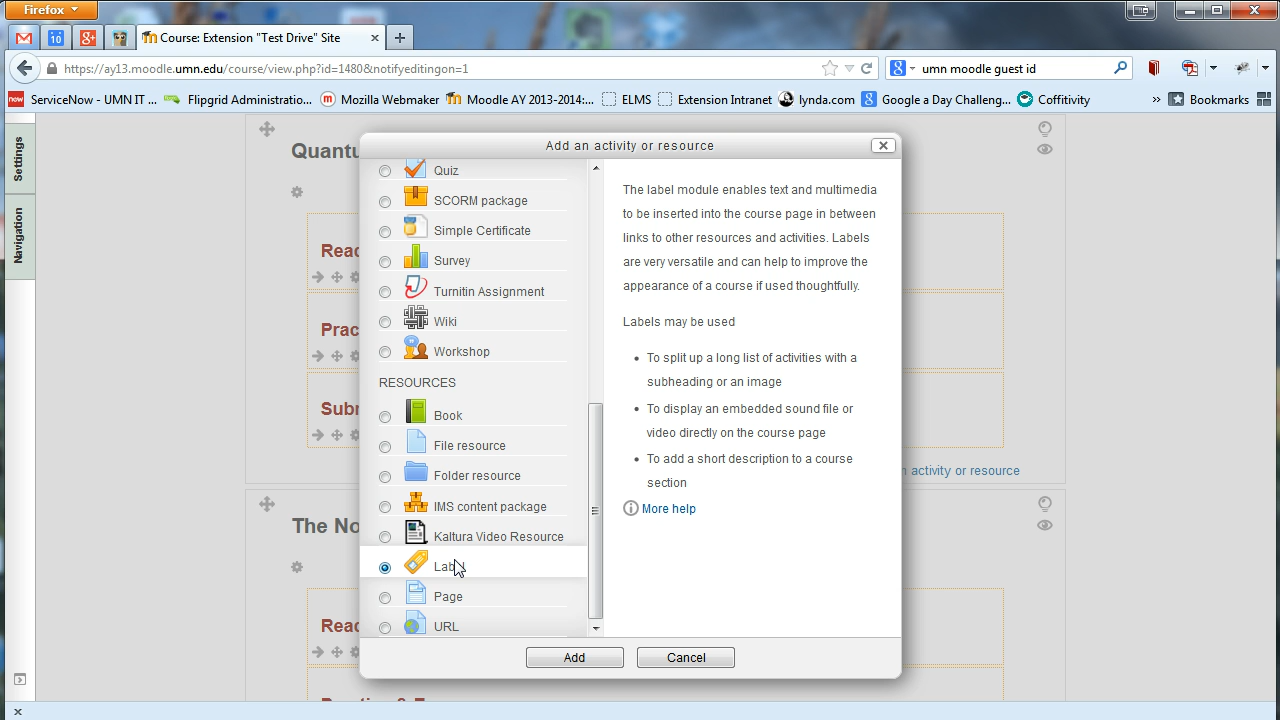 Firefox
Course: Extension "Test Drive" Site
https://ay13.moodle.umn.edu/course/view.php?id=1480&notifyeditingon=1
umn moodle guest id
ServiceNow - UMN IT ...
Flipgrid Administratio...
Mozilla Webmaker
Moodle AY 2013-2014:...
ELMS
Extension Intranet
lynda.com
Google a Day Challeng...
Coffitivity
»
Bookmarks
Settings
Navigation
Add an activity or resource
Quiz
SCORM package
Simple Certificate
Survey
Turnitin Assignment
Wiki
Workshop
RESOURCES
Book
File resource
Folder resource
IMS content package
Kaltura Video Resource
Label
Page
URL
The label module enables text and multimedia
to be inserted into the course page in between
links to other resources and activities. Labels
are very versatile and can help to improve the
appearance of a course if used thoughtfully.
Labels may be used
• To split up a long list of activities with a
subheading or an image
• To display an embedded sound file or
video directly on the course page
• To add a short description to a course
section
More help
Add
Cancel
activity or resource
The No